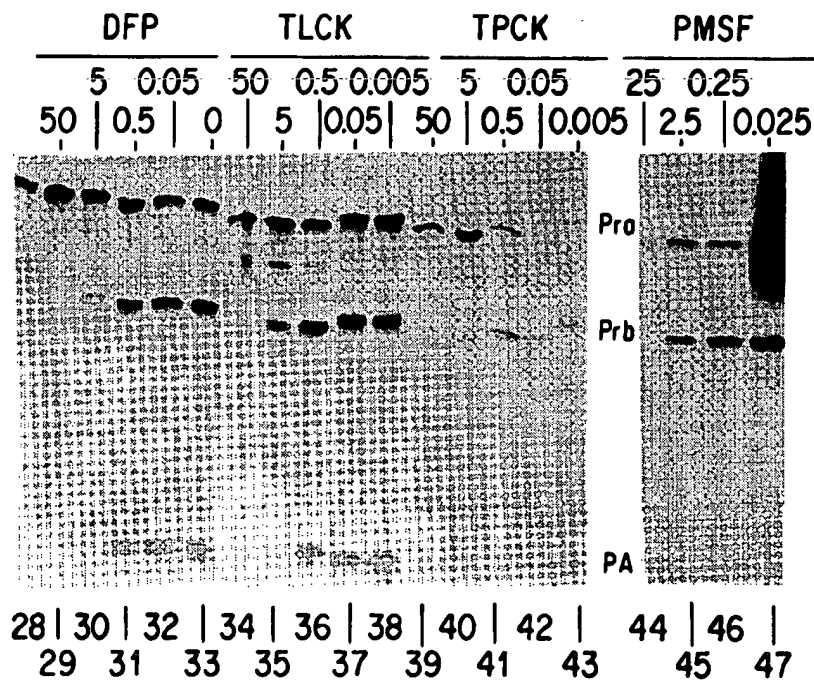 DFP TLCK TPCK PMSF
5 0.05 50 0.5 0.005 5 0.05 25 0.25
50 0.5 0 5 0.05 50 0.5 0.005 2.5 0.025
Pro
Prb
PA
28 30 32 34 36 38 40 42 44 46
29 31 33 35 37 39 41 43 45 47